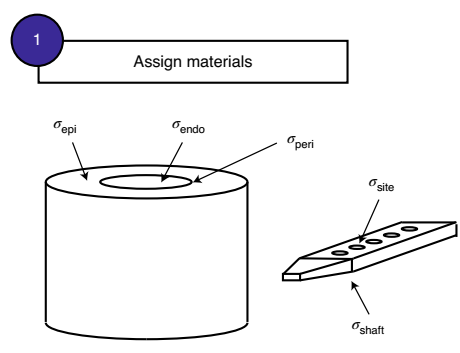 1
Assign materials
σepi
σendo
σperi
σsite
σshaft